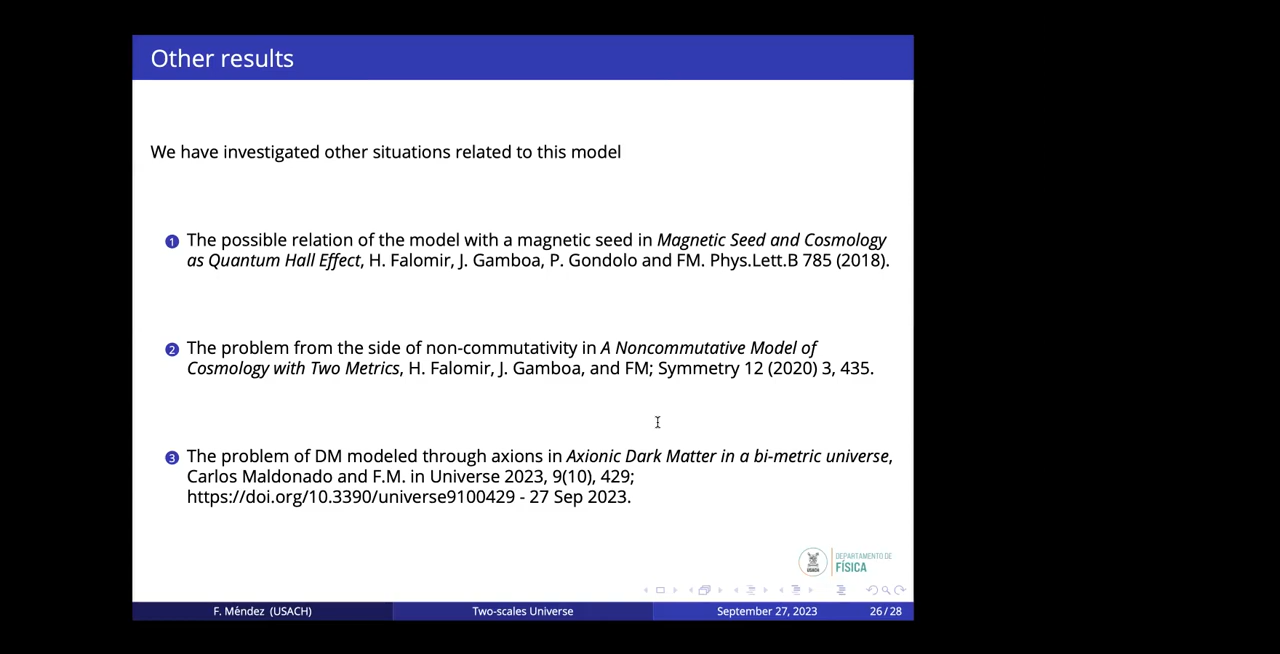 Other results
We have investigated other situations related to this model
1 The possible relation of the model with a magnetic seed in Magnetic Seed and Cosmology
as Quantum Hall Effect, H. Falomir, J. Gamboa, P. Gondolo and FM. Phys.Lett.B 785 (2018).
2 The problem from the side of non-commutativity in A Noncommutative Model of
Cosmology with Two Metrics, H. Falomir, J. Gamboa, and FM; Symmetry 12 (2020) 3, 435.
3 The problem of DM modeled through axions in Axionic Dark Matter in a bi-metric universe,
Carlos Maldonado and F.M. in Universe 2023, 9(10), 429;
https://doi.org/10.3390/universe9100429 - 27 Sep 2023.
DEPARTAMENTO DE
FÍSICA
F. Méndez (USACH) Two-scales Universe September 27, 2023 26/28